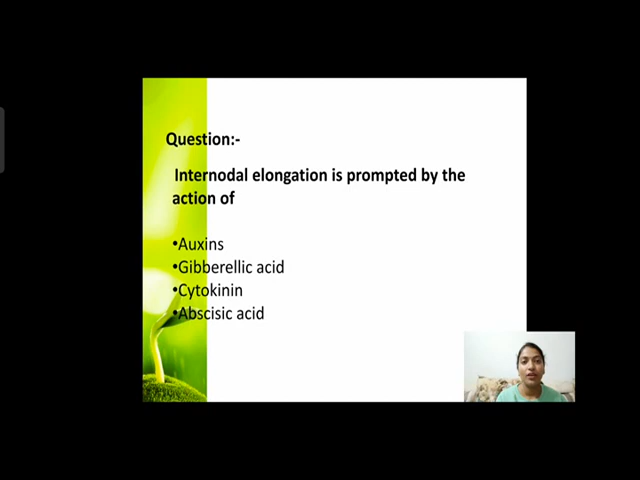 Question:-
Internodal elongation is prompted by the
action of
•Auxins
•Gibberellic acid
•Cytokinin
•Abscisic acid